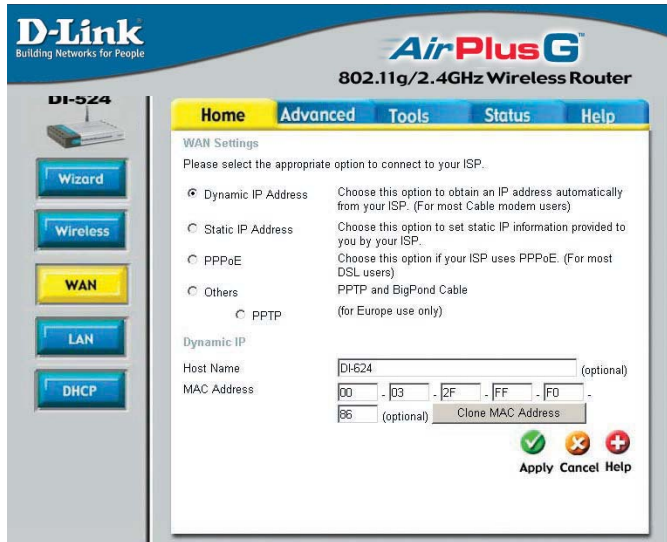 D-Link
Building Networks for People
AirPlus G™
802.11g/2.4GHz Wireless Router
DI-524
Home Advanced Tools Status Help
Wizard
Wireless
WAN
LAN
DHCP
WAN Settings
Please select the appropriate option to connect to your ISP.
Dynamic IP Address Choose this option to obtain an IP address automatically
from your ISP. (For most Cable modem users)
Static IP Address Choose this option to set static IP information provided to
you by your ISP.
PPPoE Choose this option if your ISP uses PPPoE. (For most
DSL users)
Others PPTP and BigPond Cable
PPTP (for Europe use only)
Dynamic IP
Host Name DI-624 (optional)
MAC Address 00 - 03 - 2F - FF - F0 -
86 (optional) Clone MAC Address
Apply Cancel Help